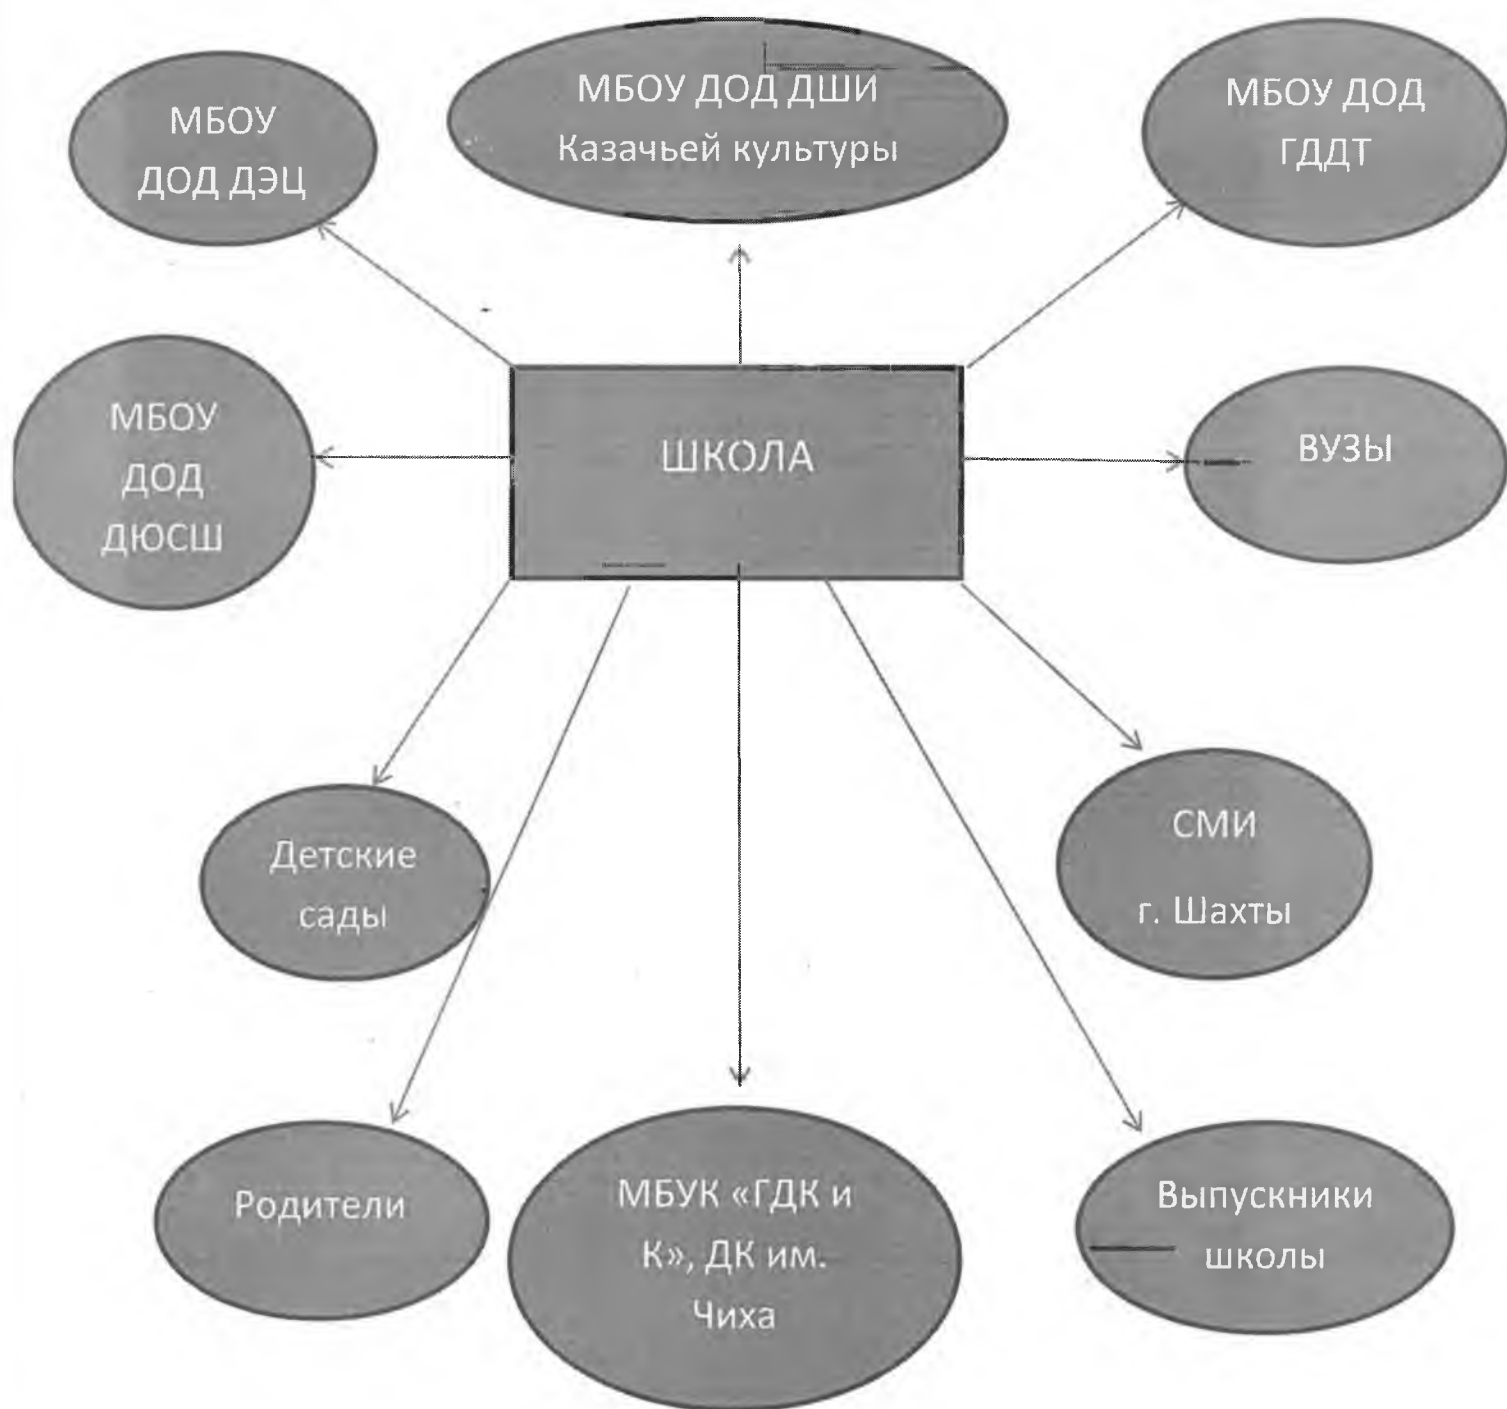 МБОУ
ДОД ДЭЦ
МБОУ ДОД ДШИ
Казачьей культуры
МБОУ ДОД
ГДДТ
МБОУ
ДОД
ДЮСШ
ШКОЛА
ВУЗЫ
Детские
сады
СМИ
г. Шахты
Родители
МБУК «ГДК и
К», ДК им.
Чиха
Выпускники
школы